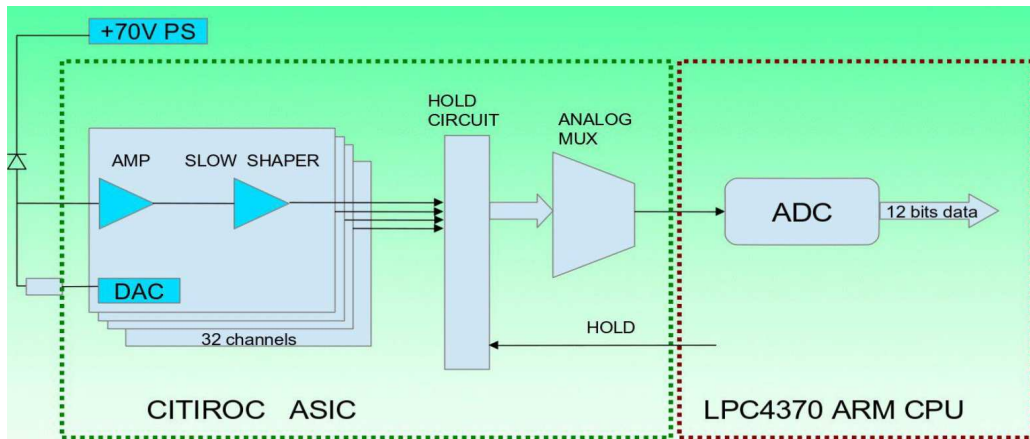 +70V PS
HOLD
CIRCUIT
ANALOG
MUX
AMP
SLOW SHAPER
ADC
12 bits data
DAC
HOLD
32 channels
CITIROC ASIC
LPC4370 ARM CPU